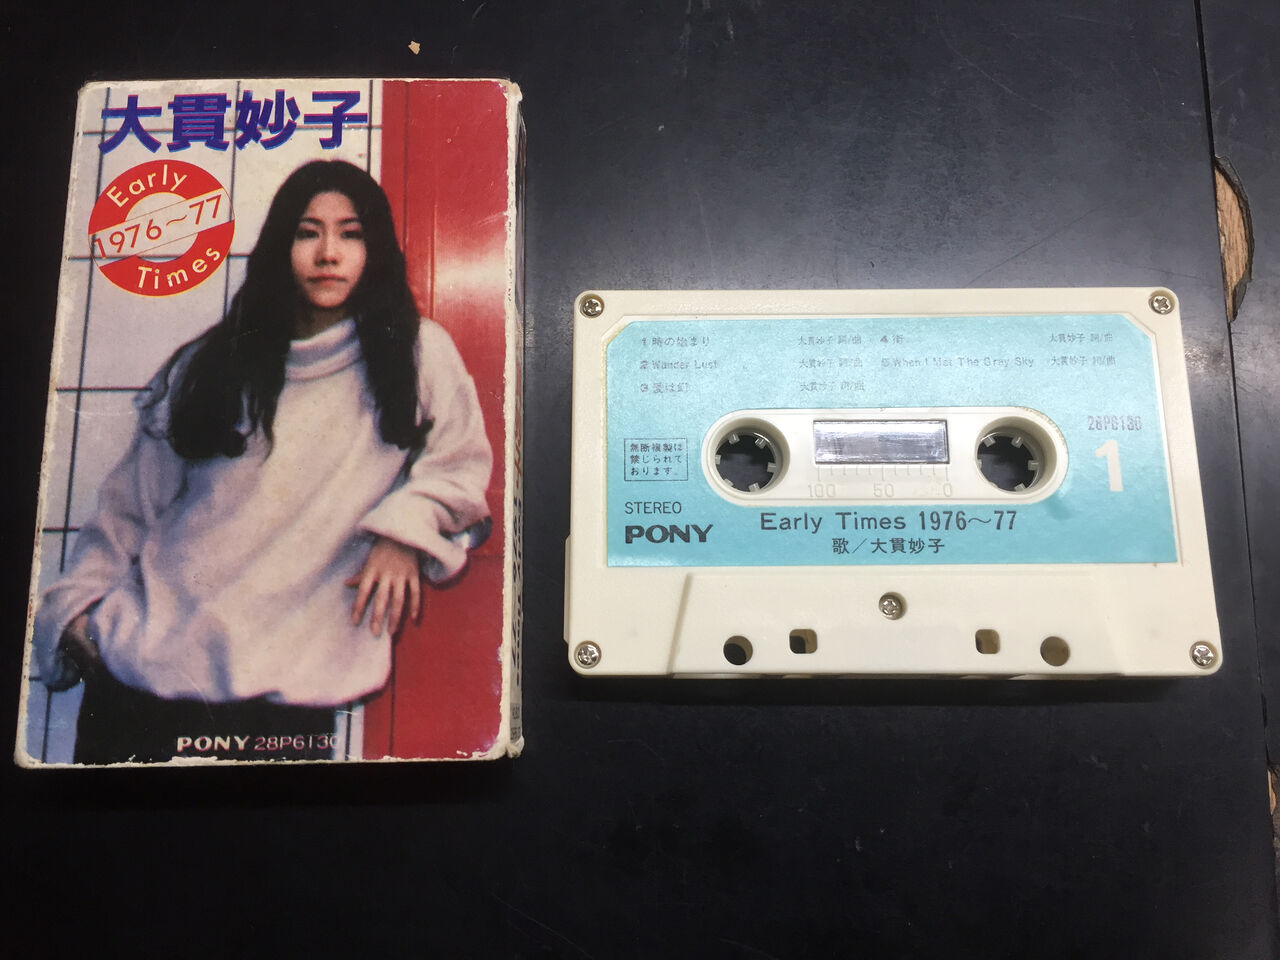 大貫妙子
Early
1976〜77
Times
PONY 28P6130
1 時の始まり 大貫妙子 詞/曲
2 Wander Lust 大貫妙子 詞/曲
3 愛は幻 大貫妙子 詞/曲
4 街 大貫妙子 詞/曲
5 When I Met The Gray Sky 大貫妙子 詞/曲
28P6130
1
無断複製は
禁じられて
おります。
100 50 0
STEREO
PONY
Early Times 1976〜77
歌/大貫妙子